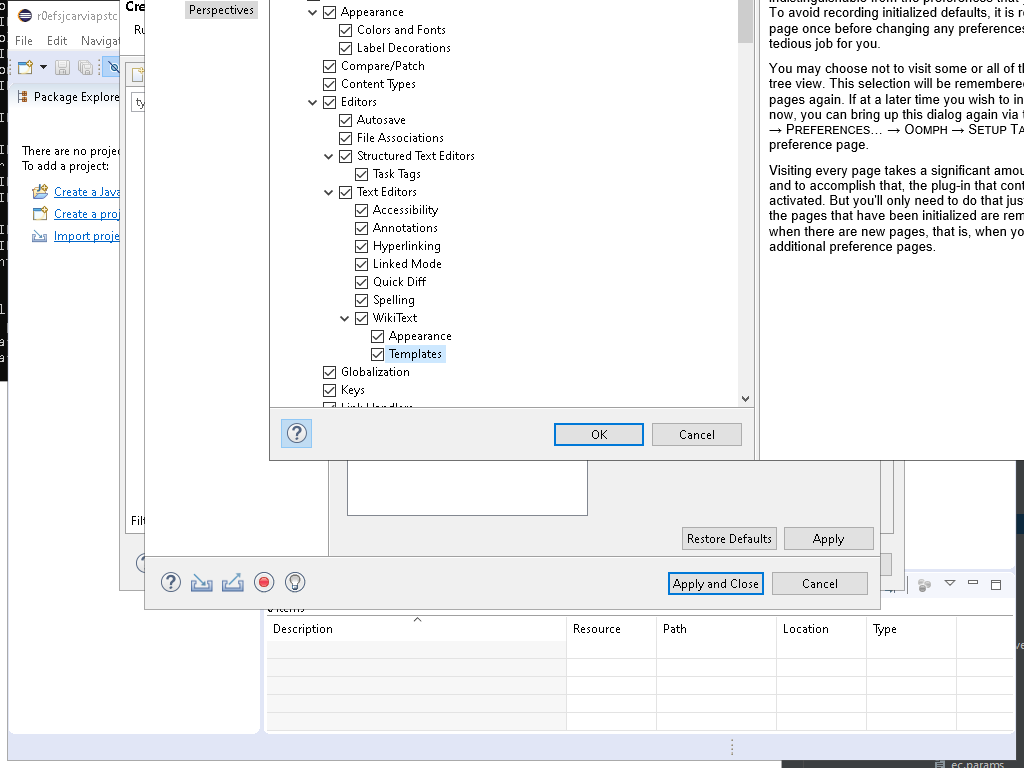 r0efsjcarviapstc
File Edit Naviga
Package Explore
There are no projec
To add a project:
Create a Java
Create a proj
Import proje
Cre
Ru
ty
Filt
Perspectives
Appearance
Colors and Fonts
Label Decorations
Compare/Patch
Content Types
Editors
Autosave
File Associations
Structured Text Editors
Task Tags
Text Editors
Accessibility
Annotations
Hyperlinking
Linked Mode
Quick Diff
Spelling
WikiText
Appearance
Templates
Globalization
Keys
Link Handlers
OK Cancel
To avoid recording initialized defaults, it is r
page once before changing any preferences
tedious job for you.
You may choose not to visit some or all of th
tree view. This selection will be remembered
pages again. If at a later time you wish to in
now, you can bring up this dialog again via t
→ PREFERENCES... → OOMPH → SETUP TA
preference page.
Visiting every page takes a significant amou
and to accomplish that, the plug-in that cont
activated. But you'll only need to do that jus
the pages that have been initialized are rem
when there are new pages, that is, when yo
additional preference pages.
Restore Defaults Apply
Apply and Close Cancel
items
Description Resource Path Location Type
ec.params